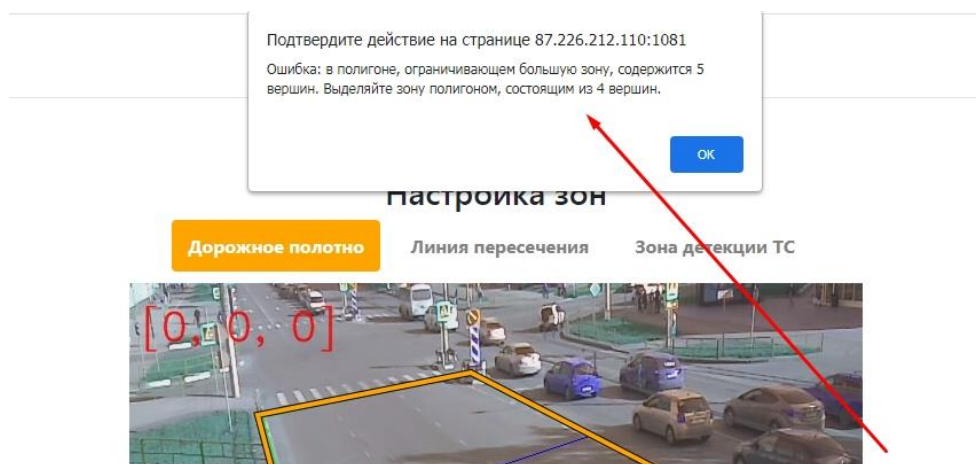 Подтвердите действие на странице 87.226.212.110:1081
Ошибка: в полигоне, ограничивающем большую зону, содержится 5
вершин. Выделяйте зону полигоном, состоящим из 4 вершин.
ОК
Настройка зон
Дорожное полотно Линия пересечения Зона детекции ТС
[0, 0, 0]